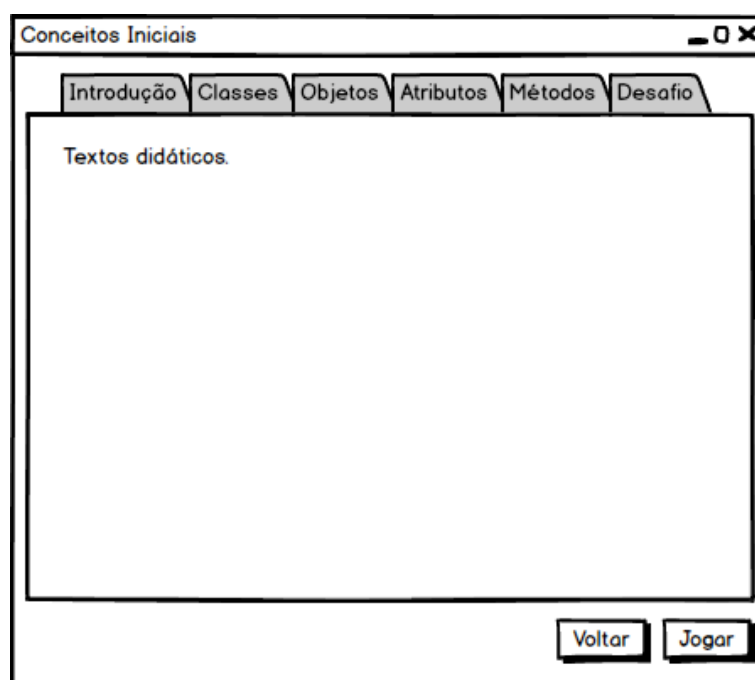 Conceitos Iniciais
Introdução Classes Objetos Atributos Métodos Desafio
Textos didáticos.
Voltar Jogar